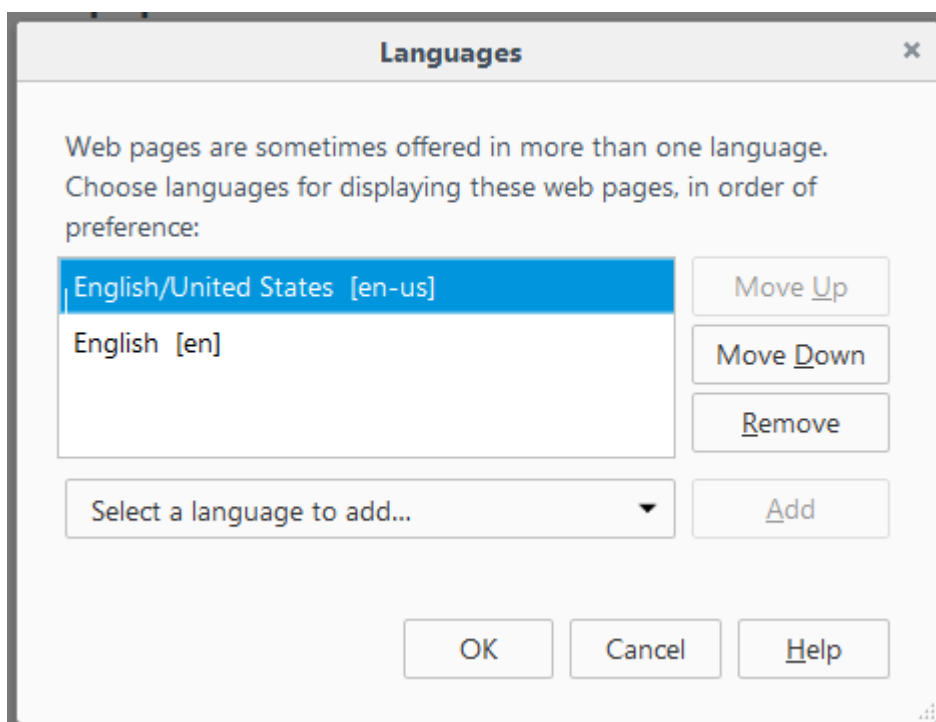 Languages
Web pages are sometimes offered in more than one language.
Choose languages for displaying these web pages, in order of
preference:
English/United States [en-us]
Move Up
English [en]
Move Down
Remove
Select a language to add...
Add
OK
Cancel
Help